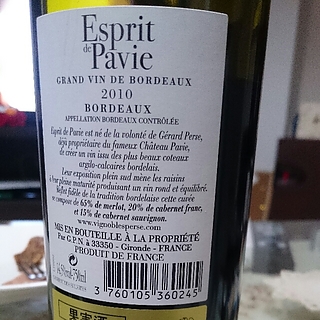 Esprit
de Pavie
GRAND VIN DE BORDEAUX
2010
BORDEAUX
APPELLATION BORDEAUX CONTRÔLÉE
Esprit de Pavie est né de la volonté de Gérard Perse,
déjà propriétaire du fameux Château Pavie,
de créer un vin issu des plus beaux coteaux
argilo-calcaires bordelais.
Leur exposition plein sud mène les raisins
à leur pleine maturité produisant un vin rond et équilibré.
Reflet fidèle de la tradition bordelaise cette cuvée
se compose de 65% de merlot, 20% de cabernet franc,
et 15% de cabernet sauvignon.
www.vignoblesperse.com
MIS EN BOUTEILLE À LA PROPRIÉTÉ
Par G.P.N à 33350 - Gironde - FRANCE
PRODUIT DE FRANCE
750ml
3 760105 360245
果実酒